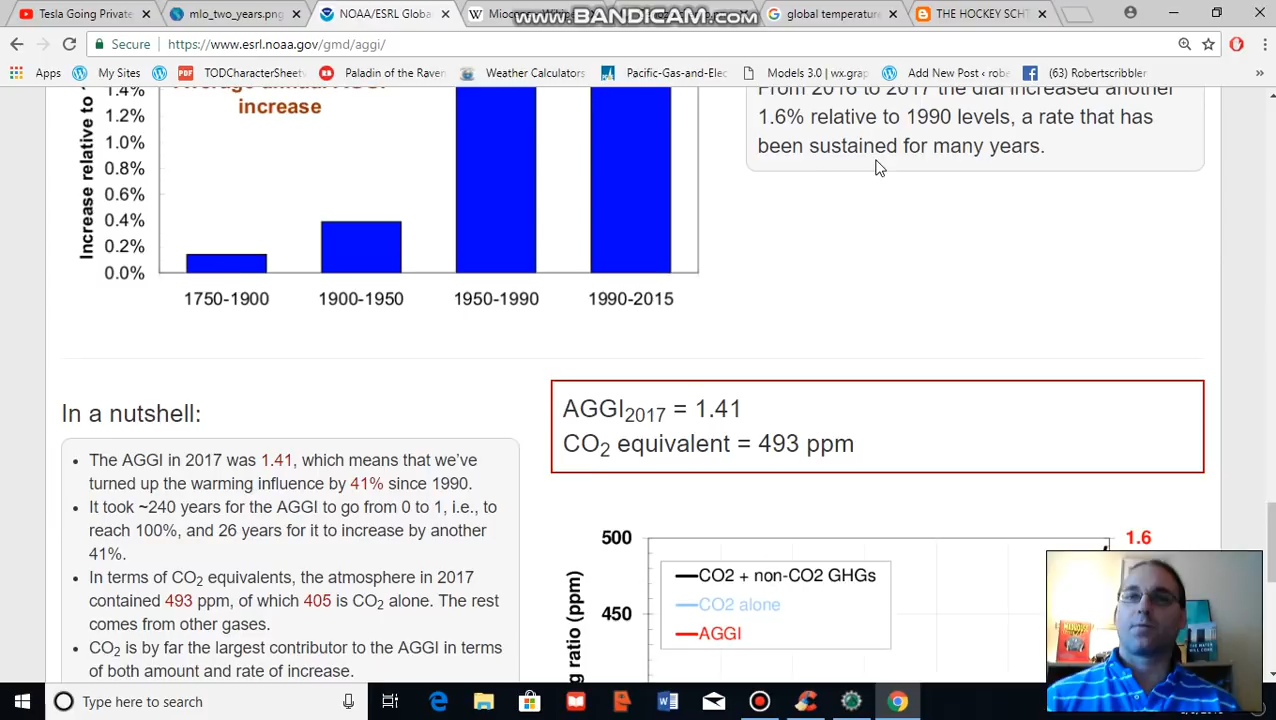 Tesla Going Private
mlo_two_years.png
NOAA/ESRL Globa
Mioc
www.BANDICAM.com
global temperature
THE HOCKEY SCH
Secure
https://www.esrl.noaa.gov/gmd/aggi/
Apps
My Sites
TODCharacterSheet
Paladin of the Raven
Weather Calculators
Pacific-Gas-and-Elec
Models 3.0 | wx.grap
Add New Post ‹ robe
(63) Robertscribbler
»
increase
Increase relative to
1.4%
1.2%
1.0%
0.8%
0.6%
0.4%
0.2%
0.0%
1750-1900
1900-1950
1950-1990
1990-2015
From 2016 to 2017 the dial increased another
1.6% relative to 1990 levels, a rate that has
been sustained for many years.
In a nutshell:
• The AGGI in 2017 was 1.41, which means that we've
turned up the warming influence by 41% since 1990.
• It took ~240 years for the AGGI to go from 0 to 1, i.e., to
reach 100%, and 26 years for it to increase by another
41%.
• In terms of CO2 equivalents, the atmosphere in 2017
contained 493 ppm, of which 405 is CO2 alone. The rest
comes from other gases.
• CO2 is by far the largest contributor to the AGGI in terms
of both amount and rate of increase.
AGGI2017 = 1.41
CO2 equivalent = 493 ppm
500
450
ratio (ppm)
CO2 + non-CO2 GHGs
CO2 alone
AGGI
1.6
Type here to search